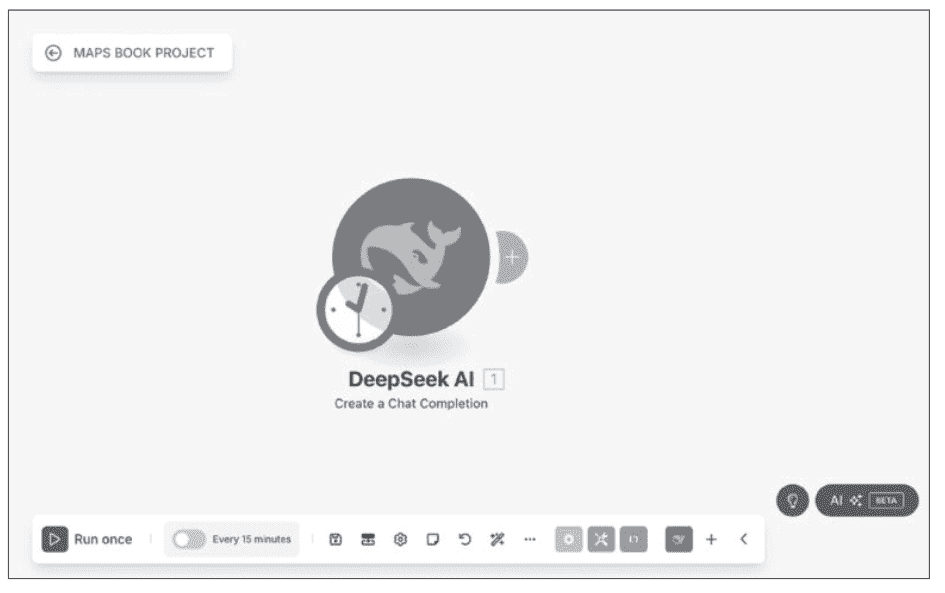 MAPS BOOK PROJECT
DeepSeek AI 1
Create a Chat Completion
AI BETA
Run once
Every 15 minutes